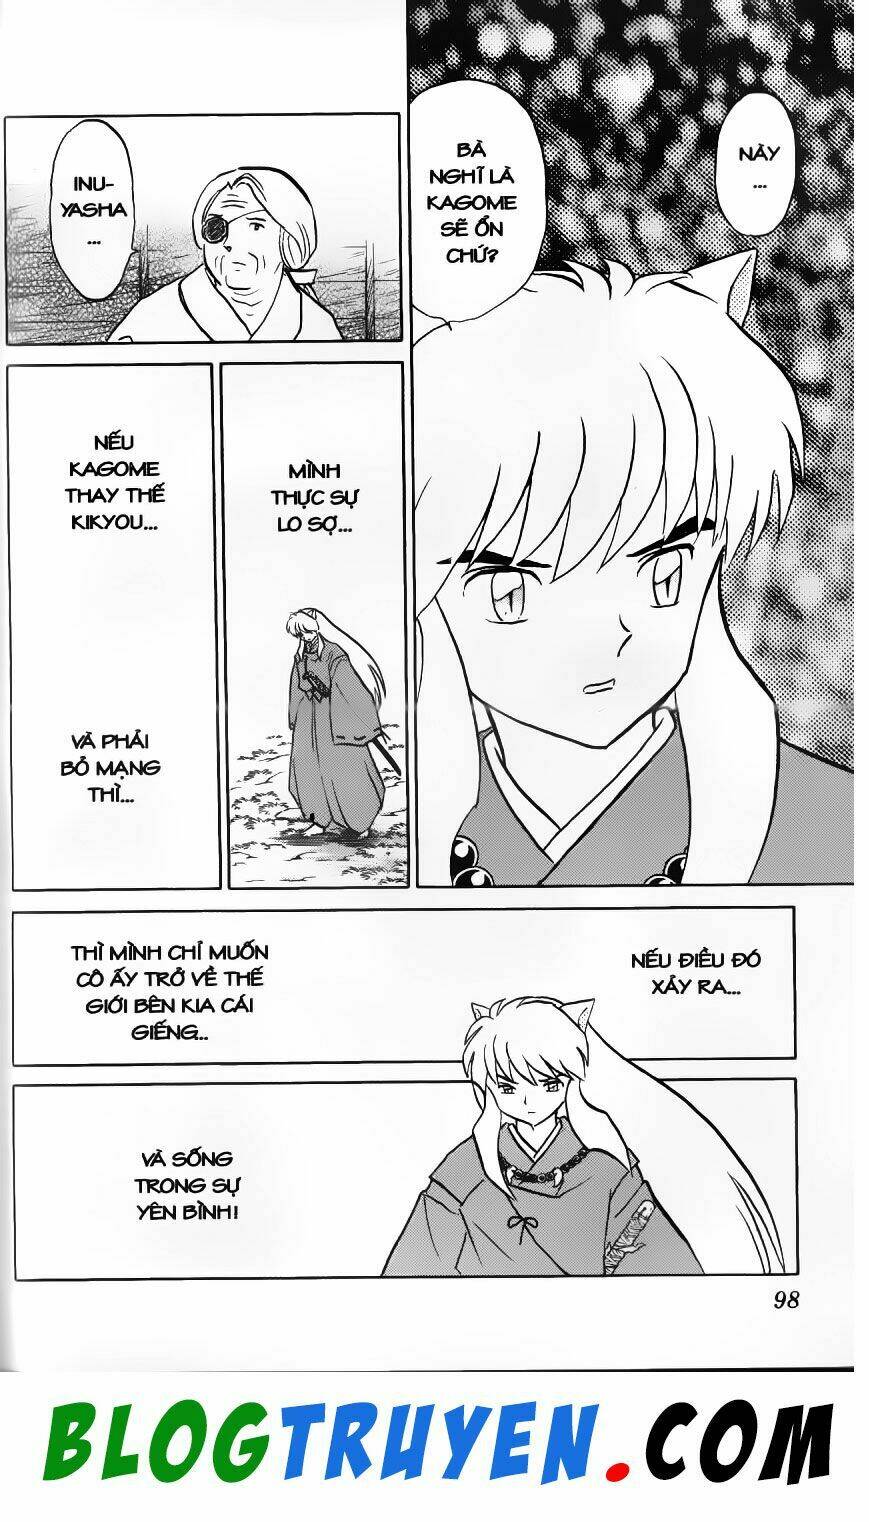 NÀY
...
BÀ
NGHĨ LÀ
KAGOME
SẼ ỔN
CHỨ?
INU-
YASHA
...
MÌNH
THỰC SỰ
LO SỢ...
NẾU
KAGOME
THAY THẾ
KIKYOU...
VÀ PHẢI
BỎ MẠNG
THÌ...
NẾU ĐIỀU ĐÓ
XẢY RA...
THÌ MÌNH CHỈ MUỐN
CÔ ẤY TRỞ VỀ THẾ
GIỚI BÊN KIA CÁI
GIẾNG...
VÀ SỐNG
TRONG SỰ
YÊN BÌNH!
98
BLOGTRUYEN.COM